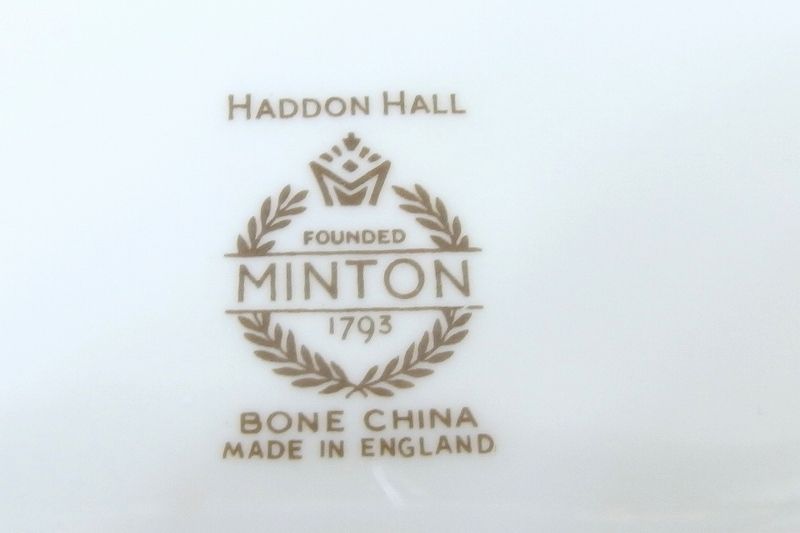 HADDON HALL
FOUNDED
MINTON
1793
BONE CHINA
MADE IN ENGLAND